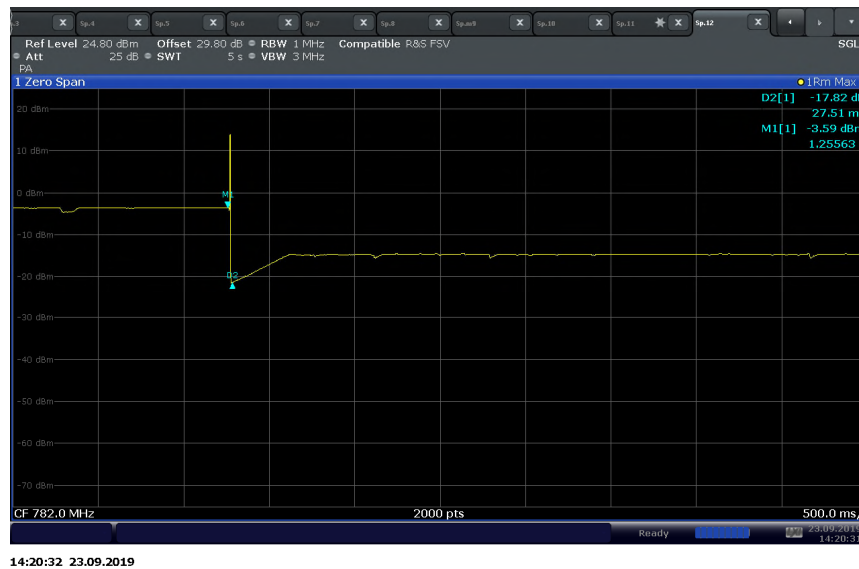 .3 X Sp.4 X Sp.5 X Sp.6 X Sp.7 X Sp.8 X Sp.m9 X Sp.10 X Sp.11 X Sp.12 X
Ref Level 24.80 dBm Offset 29.80 dB RBW 1 MHz Compatible R&S FSV SGL
Att 25 dB SWT 5 s VBW 3 MHz
PA
1 Zero Span 1Rm Max
D2[1] -17.82 d
27.51 m
M1[1] -3.59 dB
1.25563
20 dBm
10 dBm
0 dBm
M1
-10 dBm
D2
-20 dBm
-30 dBm
-40 dBm
-50 dBm
-60 dBm
-70 dBm
CF 782.0 MHz 2000 pts 500.0 ms/
Ready 23.09.2019
14:20:31
14:20:32 23.09.2019